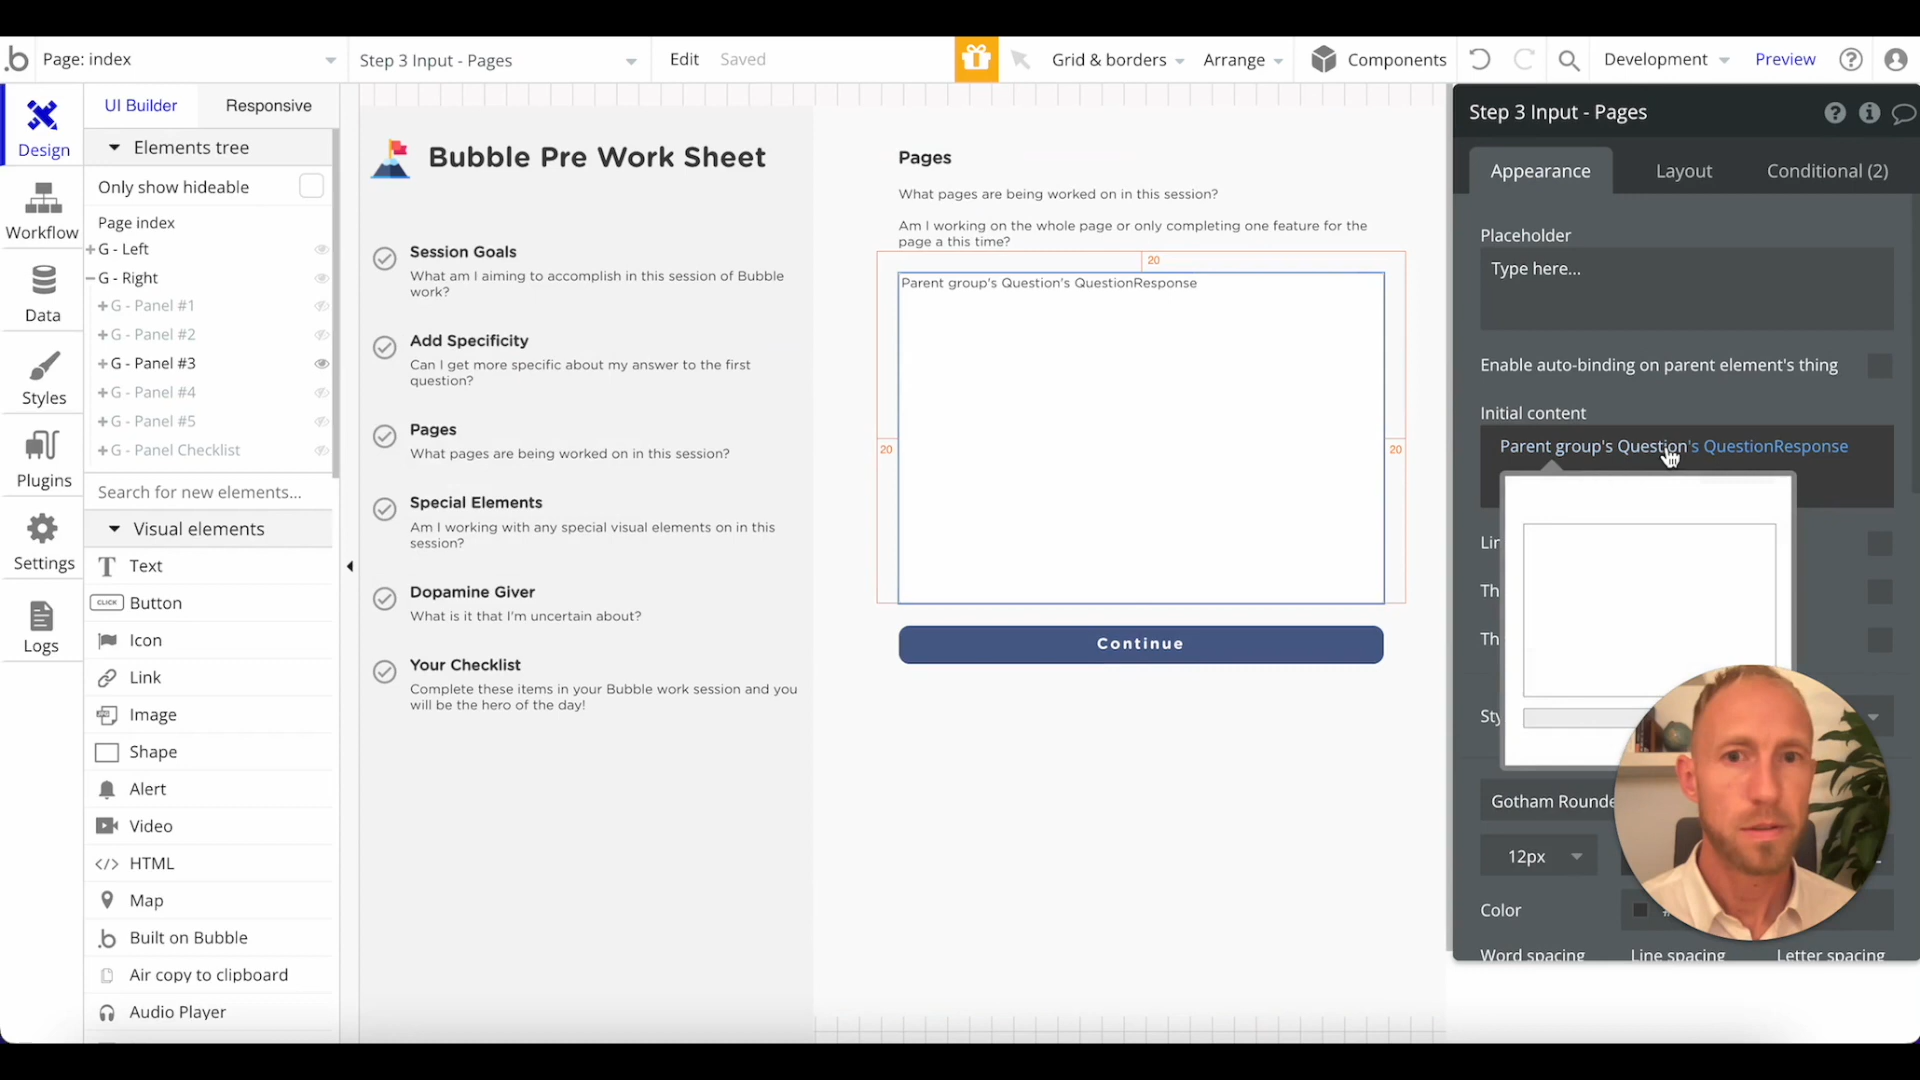 Page: index
Step 3 Input - Pages
Edit
Saved
Grid & borders
Arrange
Components
Development
Preview
Design
Workflow
Data
Styles
Plugins
Settings
Logs
UI Builder
Responsive
Elements tree
Only show hideable
Page index
G - Left
G - Right
G - Panel #1
G - Panel #2
G - Panel #3
G - Panel #4
G - Panel #5
G - Panel Checklist
Search for new elements...
Visual elements
Text
CLICK Button
Icon
Link
Image
Shape
Alert
Video
</> HTML
Map
Built on Bubble
Air copy to clipboard
Audio Player
Bubble Pre Work Sheet
Session Goals
What am I aiming to accomplish in this session of Bubble
work?
Add Specificity
Can I get more specific about my answer to the first
question?
Pages
What pages are being worked on in this session?
Special Elements
Am I working with any special visual elements on in this
session?
Dopamine Giver
What is it that I'm uncertain about?
Your Checklist
Complete these items in your Bubble work session and you
will be the hero of the day!
Pages
What pages are being worked on in this session?
Am I working on the whole page or only completing one feature for the
page a this time?
20
Parent group's Question's QuestionResponse
20
20
Continue
Step 3 Input - Pages
Appearance
Layout
Conditional (2)
Placeholder
Type here...
Enable auto-binding on parent element's thing
Initial content
Parent group's Question's QuestionResponse
Th
Th
Sty
Gotham Rounde
12px
Color
Word spacing
Line spacing
Letter spacing